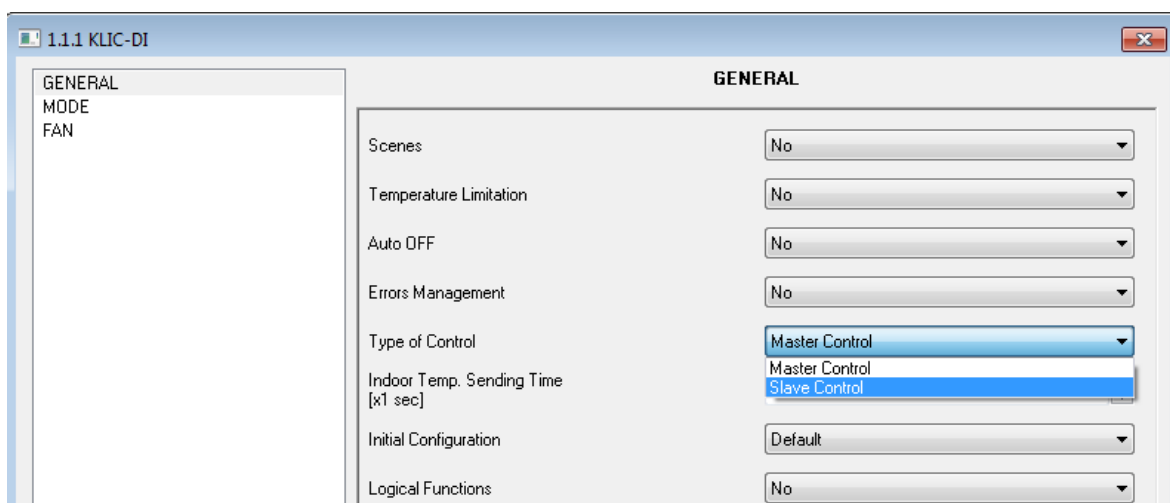 1.1.1 KLIC-DI
GENERAL
MODE
FAN
GENERAL
Scenes No
Temperature Limitation No
Auto OFF No
Errors Management No
Type of Control Master Control
Master Control
Slave Control
Indoor Temp. Sending Time
[x1 sec]
Initial Configuration Default
Logical Functions No